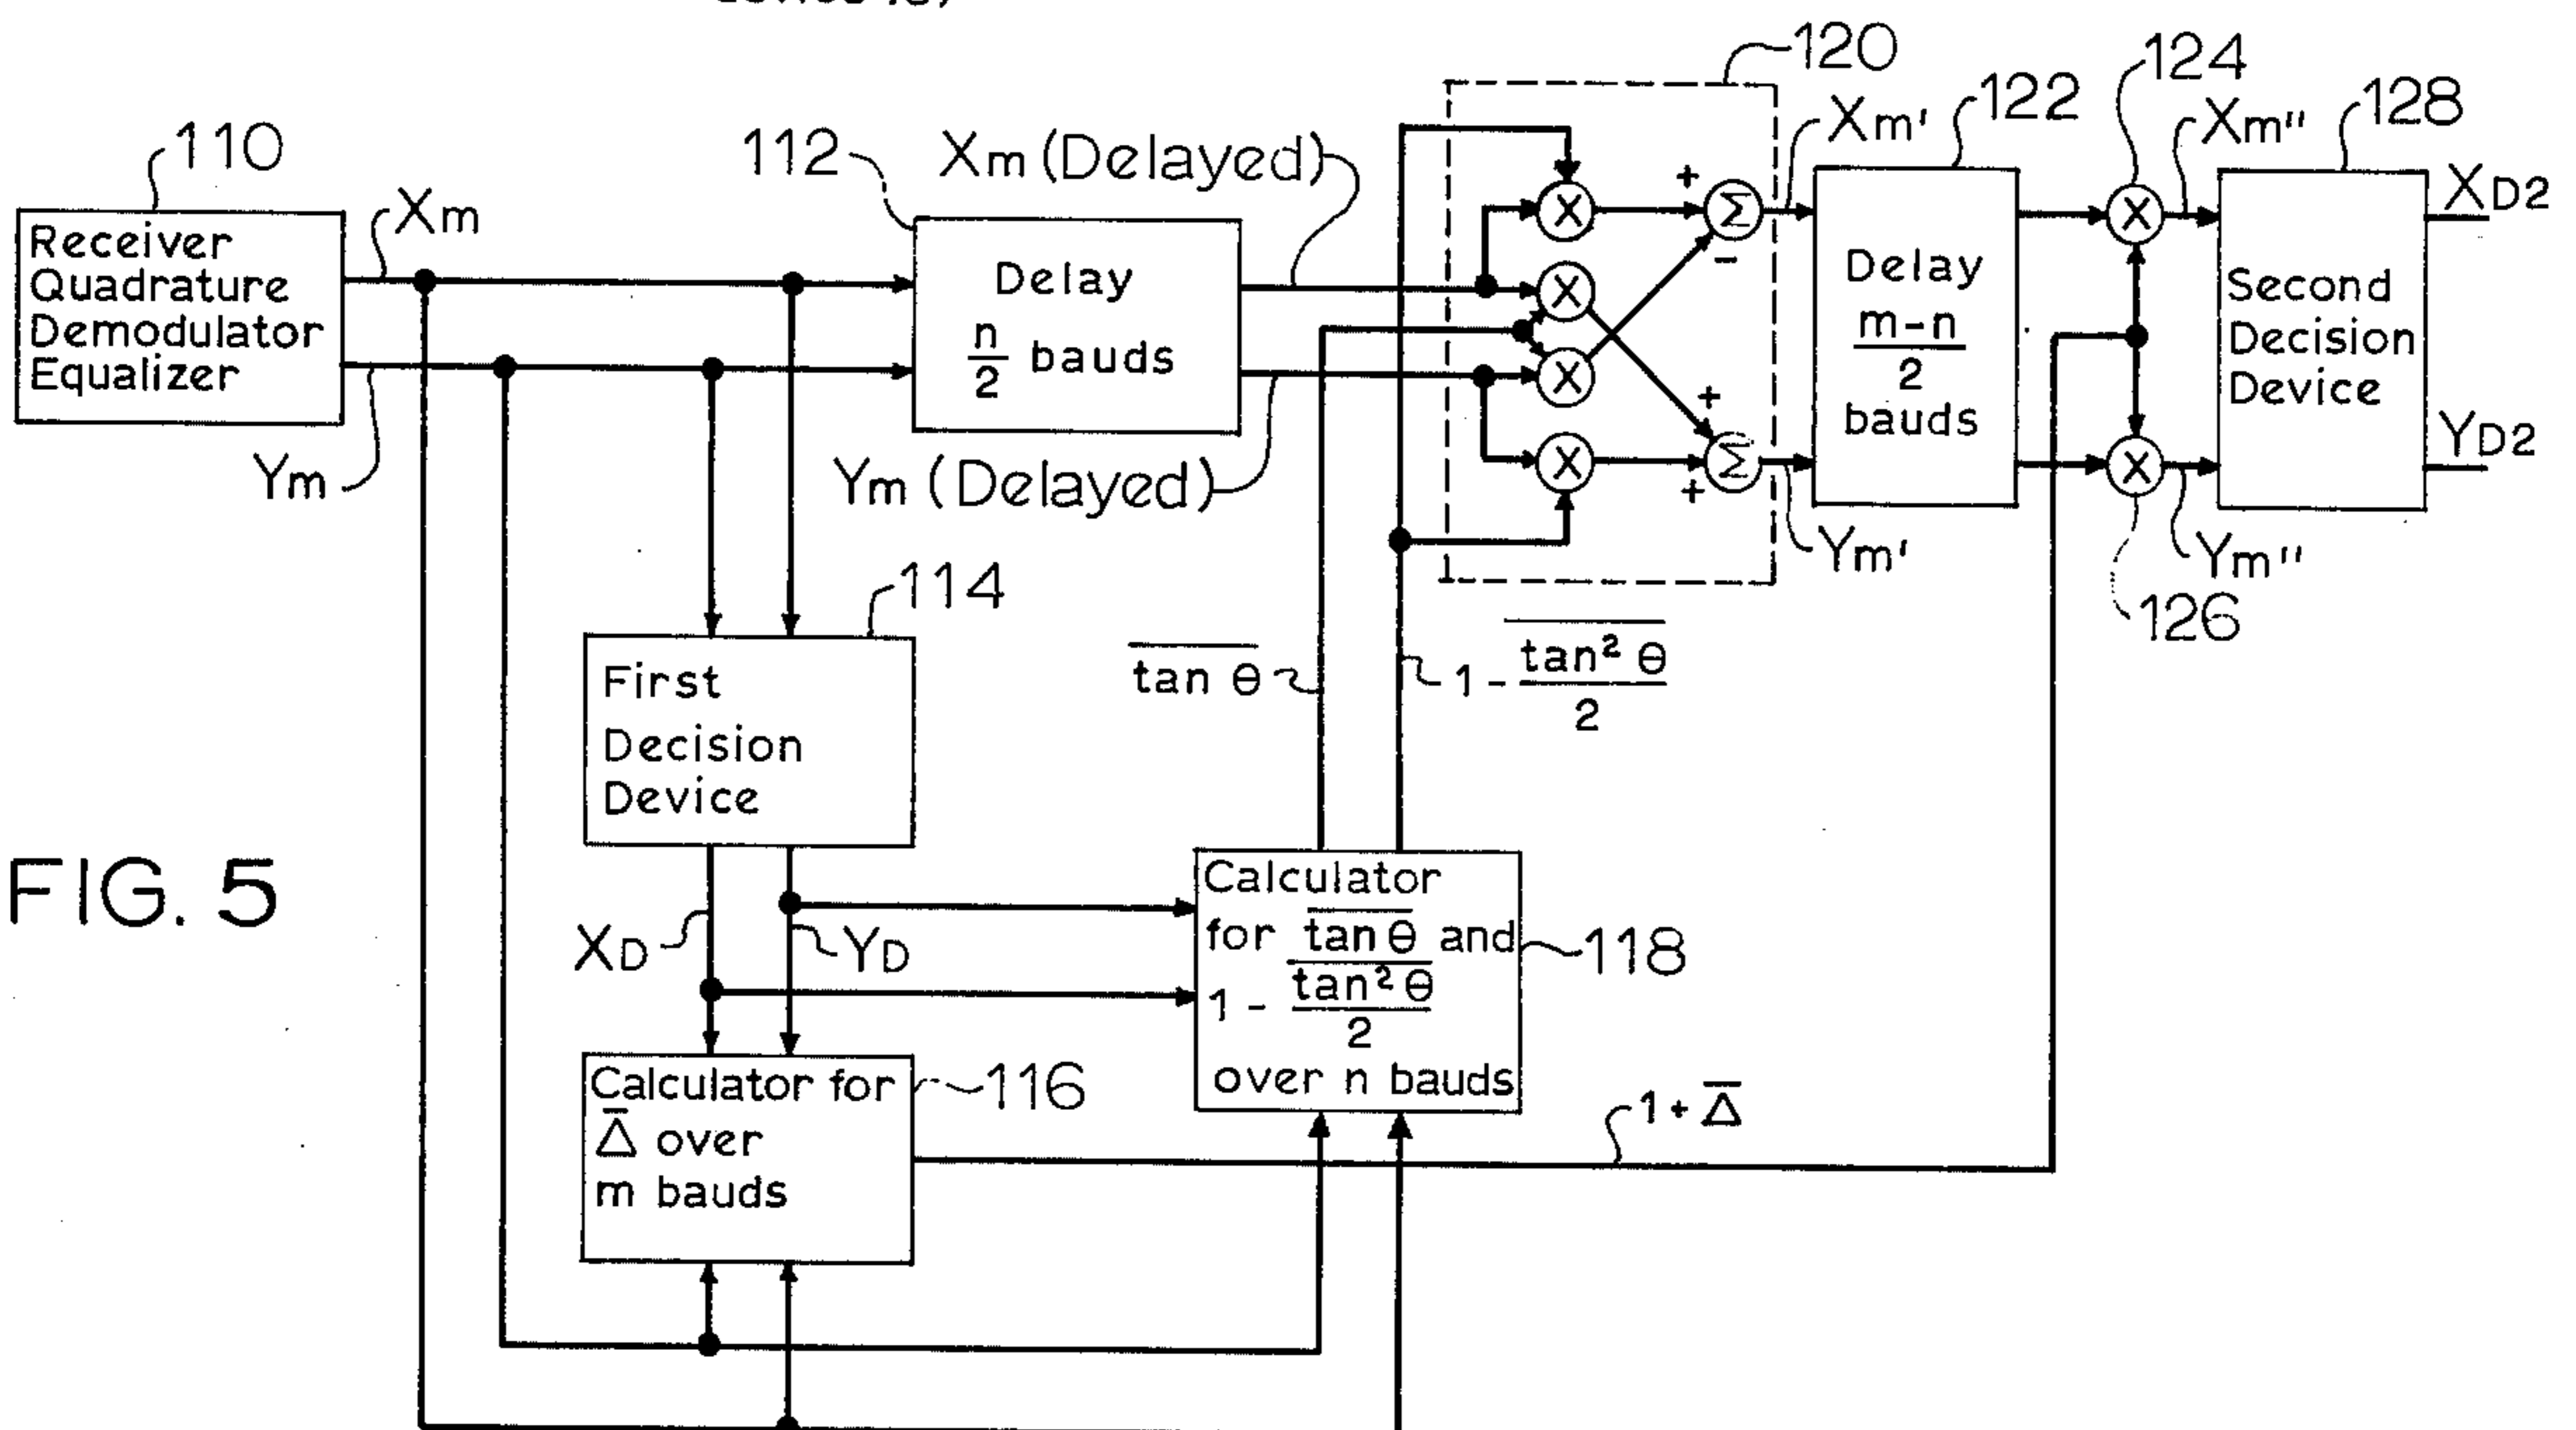 120
124
110
112
Xm (Delayed)
Xm'
122
Xm"
128
Xm
+
XD2
Receiver
Quadrature
Demodulator
Equalizer
Delay
n
2
bauds
X
X
X
X
Σ
-
+
Σ
+
Delay
m-n
2
bauds
X
X
Second
Decision
Device
YD2
Ym
Ym (Delayed)
Ym'
Ym"
126
114
First
Decision
Device
tan θ
1 -
tan² θ
2
FIG. 5
XD
YD
Calculator
for tan θ and
1 -
tan² θ
2
over n bauds
118
Calculator for
Δ̅ over
m bauds
116
1 + Δ̅